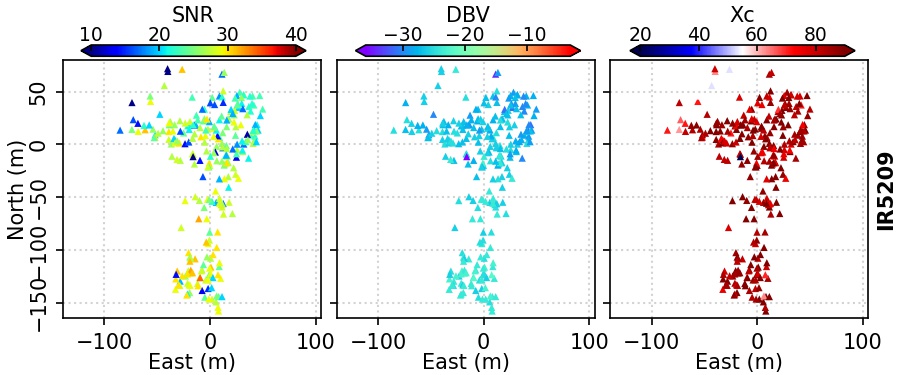 SNR DBV Xc
10 20 30 40 −30 −20 −10 20 40 60 80
50
0
−50
−100
−150
North (m)
−100 0 100 −100 0 100 −100 0 100
East (m) East (m) East (m)
IR5209